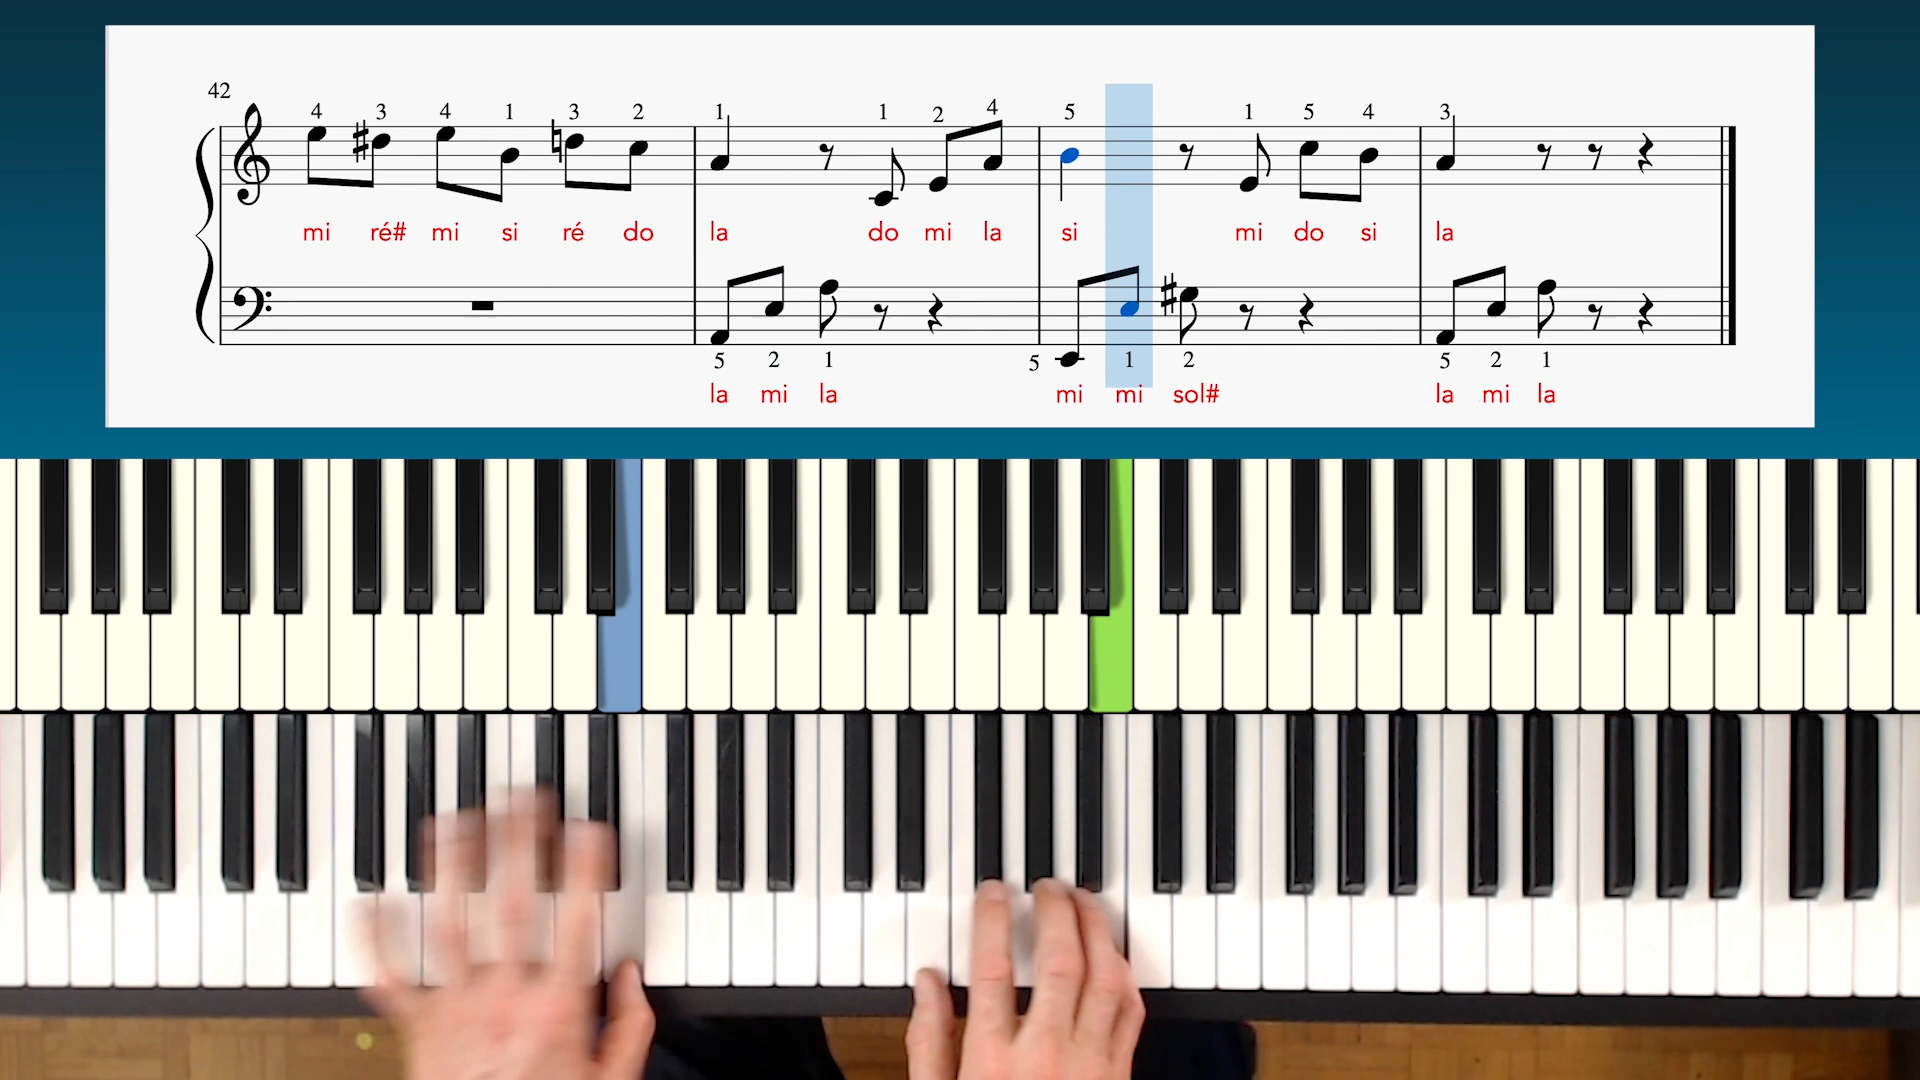 42
4 3 4 1 3 2 1 1 2 4 5 1 5 4 3
mi ré# mi si ré do la do mi la si mi do si la
5 2 1 5 1 2 5 2 1
la mi la mi mi sol# la mi la